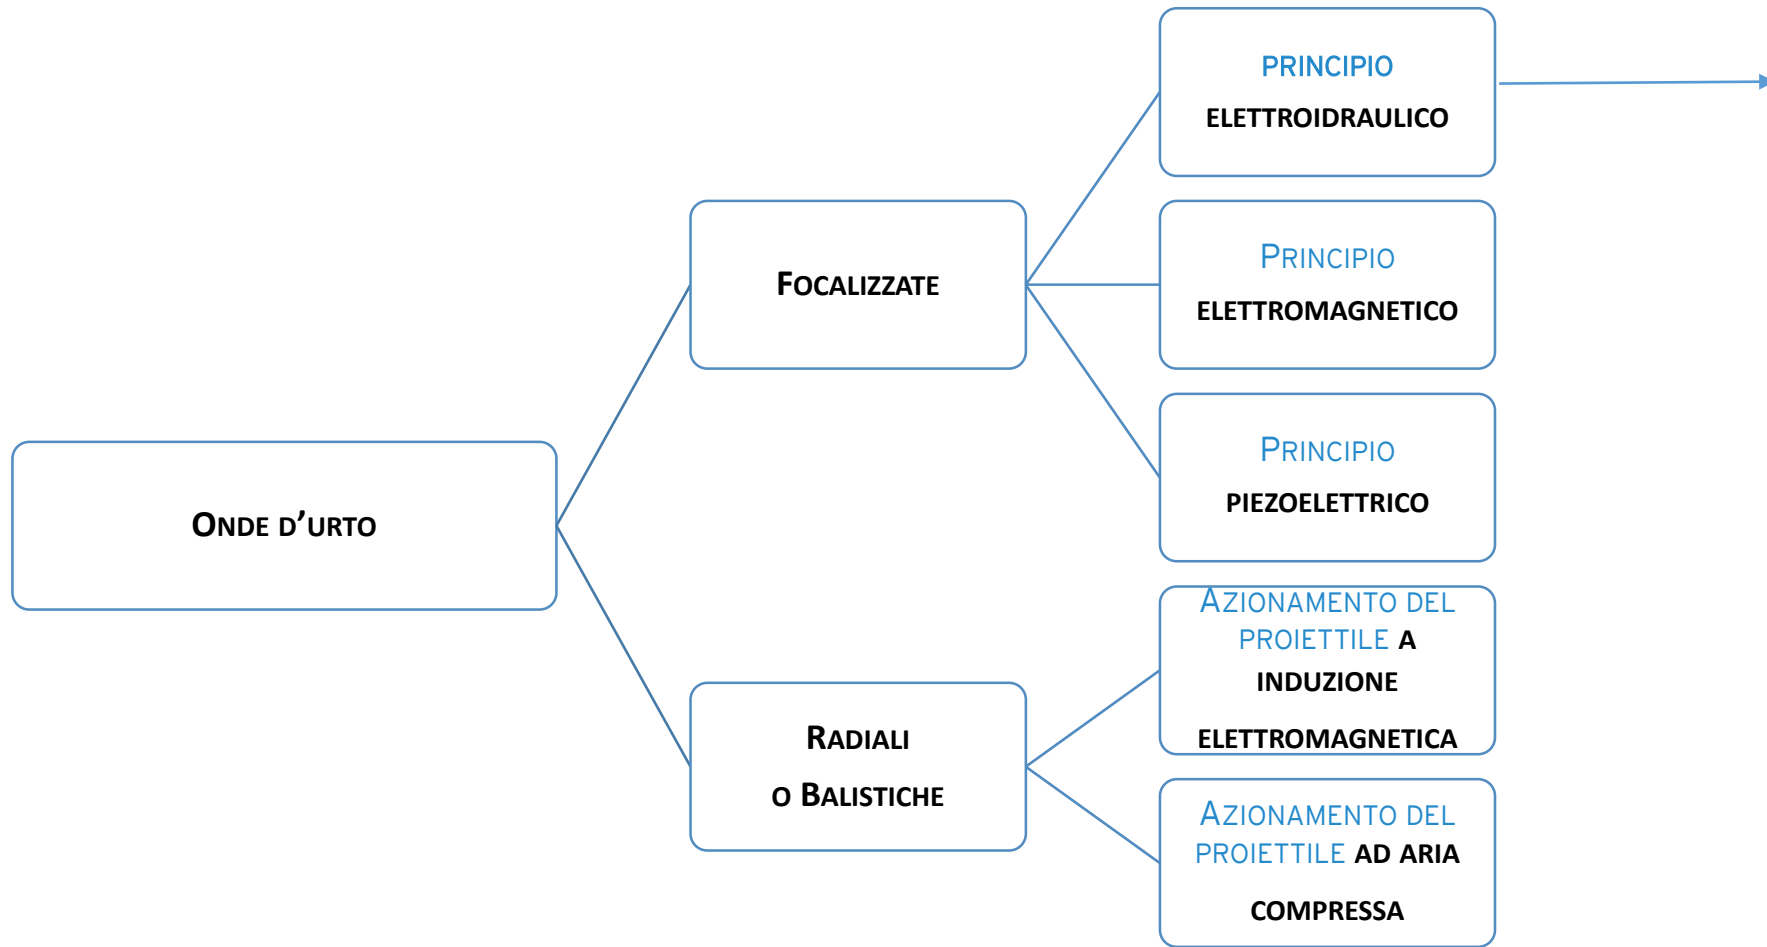 PRINCIPIO
ELETTROIDRAULICO
FOCALIZZATE
PRINCIPIO
ELETTROMAGNETICO
PRINCIPIO
PIEZOELETTRICO
ONDE D’URTO
AZIONAMENTO DEL
PROIETTILE A
INDUZIONE
ELETTROMAGNETICA
RADIALI
O BALISTICHE
AZIONAMENTO DEL
PROIETTILE AD ARIA
COMPRESSA